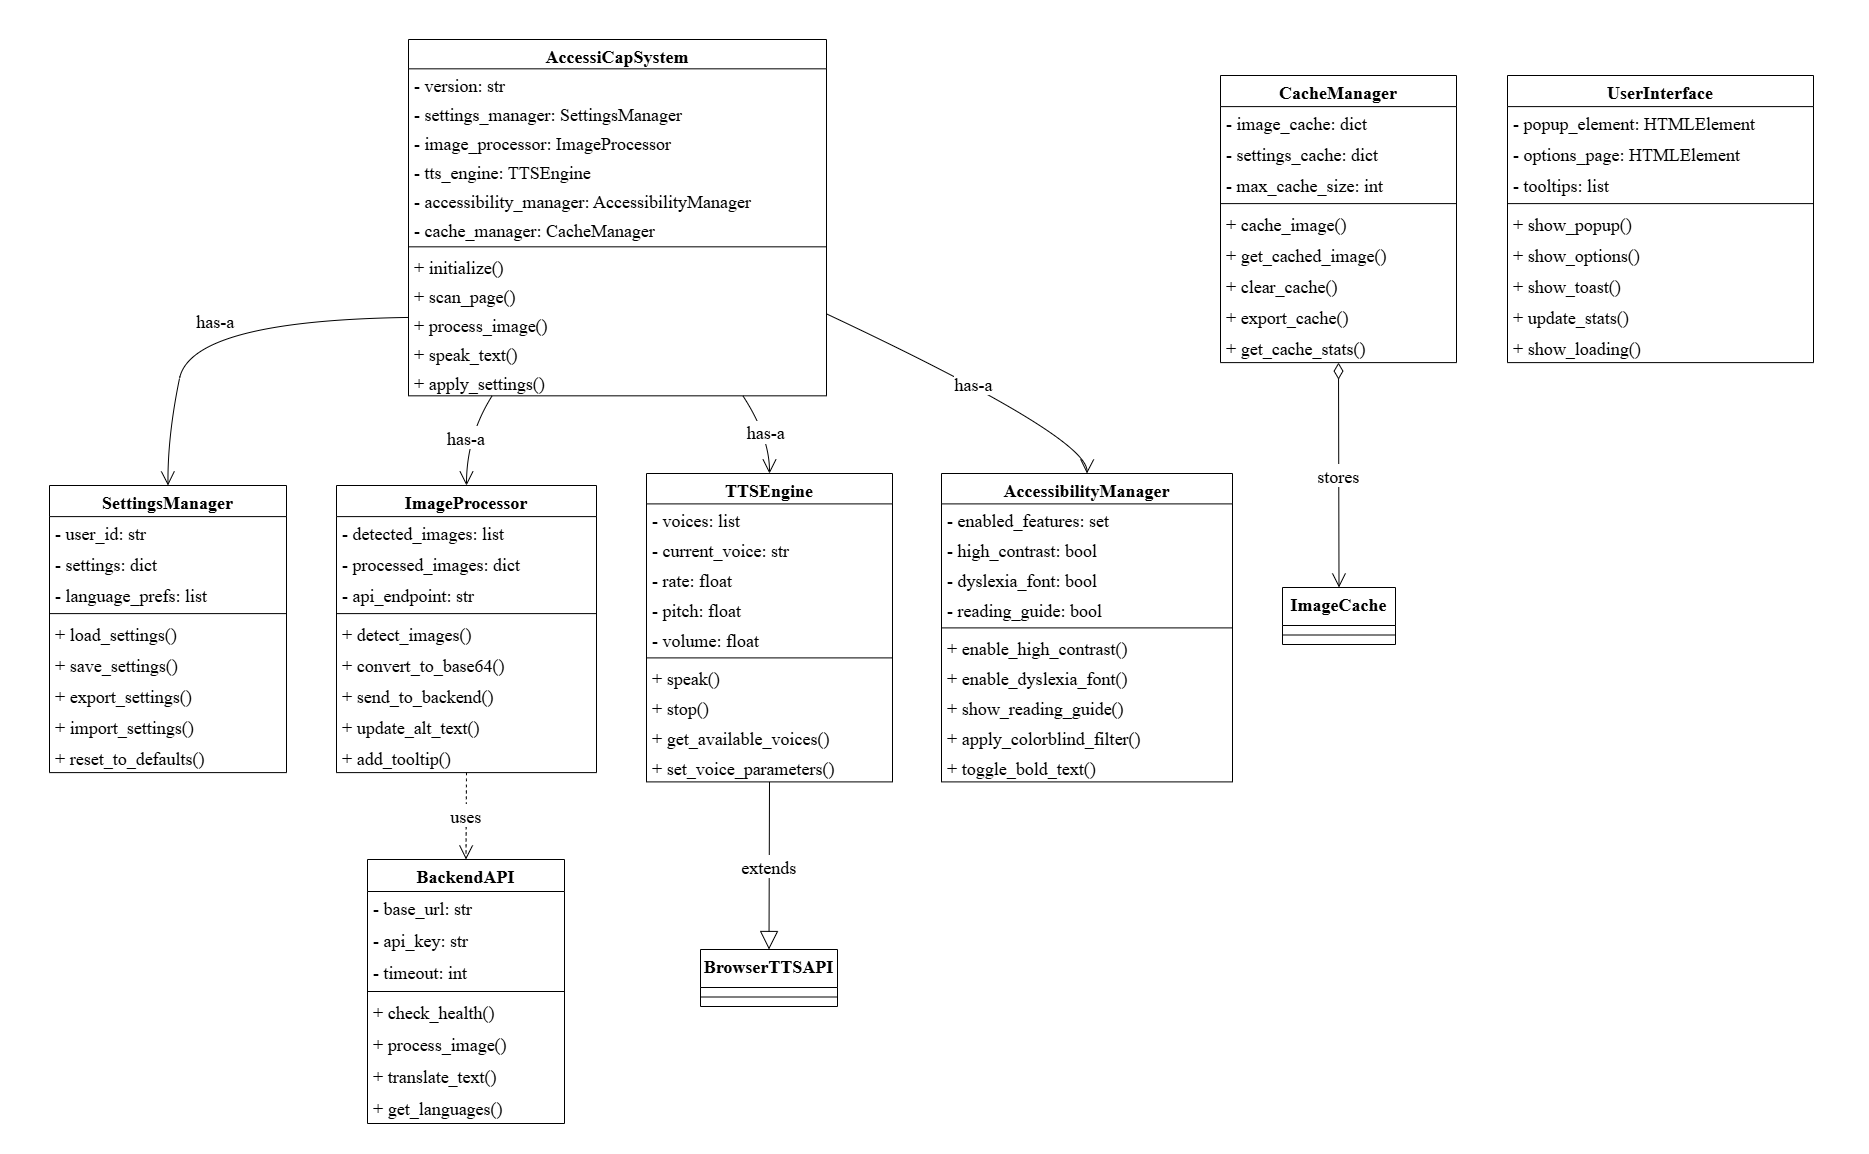 AccessiCapSystem
- version: str
- settings_manager: SettingsManager
- image_processor: ImageProcessor
- tts_engine: TTSEngine
- accessibility_manager: AccessibilityManager
- cache_manager: CacheManager
+ initialize()
+ scan_page()
+ process_image()
+ speak_text()
+ apply_settings()
CacheManager
- image_cache: dict
- settings_cache: dict
- max_cache_size: int
+ cache_image()
+ get_cached_image()
+ clear_cache()
+ export_cache()
+ get_cache_stats()
UserInterface
- popup_element: HTMLElement
- options_page: HTMLElement
- tooltips: list
+ show_popup()
+ show_options()
+ show_toast()
+ update_stats()
+ show_loading()
has-a
has-a
has-a
has-a
stores
SettingsManager
- user_id: str
- settings: dict
- language_prefs: list
+ load_settings()
+ save_settings()
+ export_settings()
+ import_settings()
+ reset_to_defaults()
ImageProcessor
- detected_images: list
- processed_images: dict
- api_endpoint: str
+ detect_images()
+ convert_to_base64()
+ send_to_backend()
+ update_alt_text()
+ add_tooltip()
TTSEngine
- voices: list
- current_voice: str
- rate: float
- pitch: float
- volume: float
+ speak()
+ stop()
+ get_available_voices()
+ set_voice_parameters()
AccessibilityManager
- enabled_features: set
- high_contrast: bool
- dyslexia_font: bool
- reading_guide: bool
+ enable_high_contrast()
+ enable_dyslexia_font()
+ show_reading_guide()
+ apply_colorblind_filter()
+ toggle_bold_text()
ImageCache
uses
extends
BackendAPI
- base_url: str
- api_key: str
- timeout: int
+ check_health()
+ process_image()
+ translate_text()
+ get_languages()
BrowserTTSAPI